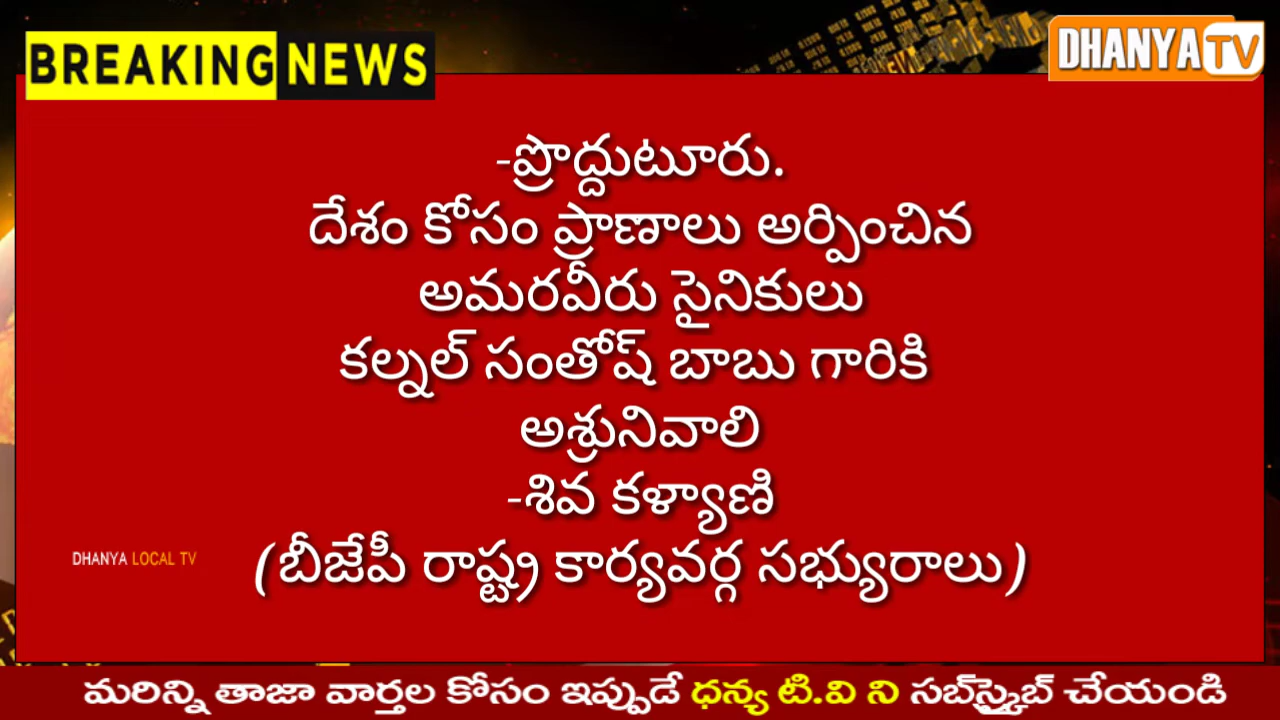 BREAKING NEWS
DHANYA TV
-ప్రొద్దుటూరు.
దేశం కోసం ప్రాణాలు అర్పించిన
అమరవీరు సైనికులు
కల్నల్ సంతోష్ బాబు గారికి
అశ్రునివాలి
-శివ కళ్యాణి
(బీజేపీ రాష్ట్ర కార్యవర్గ సభ్యురాలు)
DHANYA LOCAL TV
మరిన్ని తాజా వార్తల కోసం ఇప్పుడే ధన్య టి.వి ని సబ్‌స్క్రైబ్ చేయండి